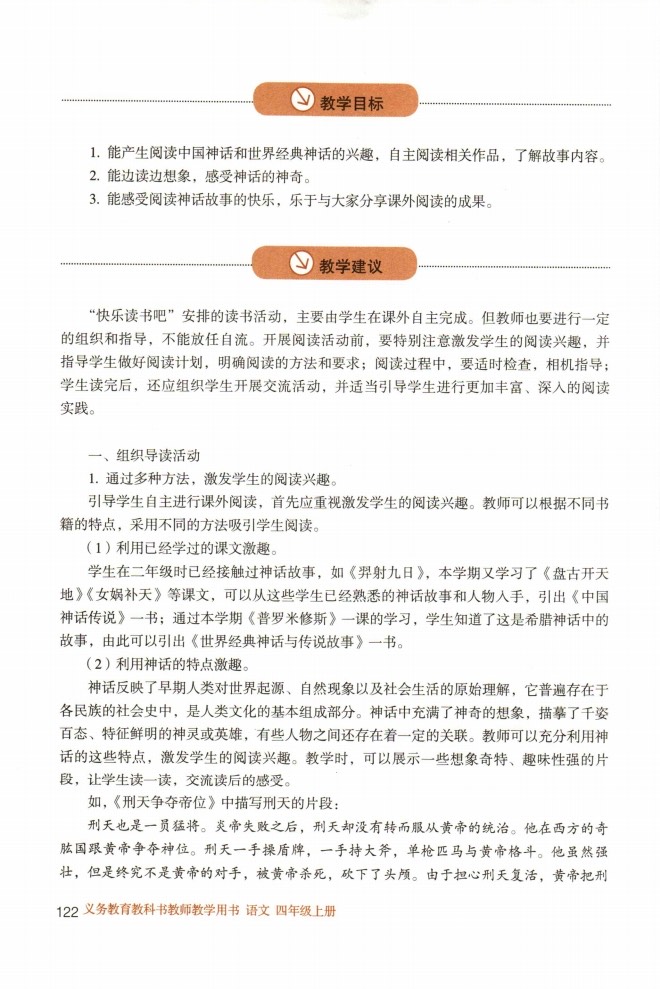 教学目标
1. 能产生阅读中国神话和世界经典神话的兴趣，自主阅读相关作品，了解故事内容。
2. 能边读边想象，感受神话的神奇。
3. 能感受阅读神话故事的快乐，乐于与大家分享课外阅读的成果。
教学建议
“快乐读书吧”安排的读书活动，主要由学生在课外自主完成。但教师也要进行一定
的组织和指导，不能放任自流。开展阅读活动前，要特别注意激发学生的阅读兴趣，并
指导学生做好阅读计划，明确阅读的方法和要求；阅读过程中，要适时检查，相机指导；
学生读完后，还应组织学生开展交流活动，并适当引导学生进行更加丰富、深入的阅读
实践。
一、组织导读活动
1. 通过多种方法，激发学生的阅读兴趣。
引导学生自主进行课外阅读，首先应重视激发学生的阅读兴趣。教师可以根据不同书
籍的特点，采用不同的方法吸引学生阅读。
（1）利用已经学过的课文激趣。
学生在二年级时已经接触过神话故事，如《羿射九日》，本学期又学习了《盘古开天
地》《女娲补天》等课文，可以从这些学生已经熟悉的神话故事和人物入手，引出《中国
神话传说》一书；通过本学期《普罗米修斯》一课的学习，学生知道了这是希腊神话中的
故事，由此可以引出《世界经典神话与传说故事》一书。
（2）利用神话的特点激趣。
神话反映了早期人类对世界起源、自然现象以及社会生活的原始理解，它普遍存在于
各民族的社会史中，是人类文化的基本组成部分。神话中充满了神奇的想象，描摹了千姿
百态、特征鲜明的神灵或英雄，有些人物之间还存在着一定的关联。教师可以充分利用神
话的这些特点，激发学生的阅读兴趣。教学时，可以展示一些想象奇特、趣味性强的片
段，让学生读一读，交流读后的感受。
如，《刑天争夺帝位》中描写刑天的片段：
刑天也是一员猛将。炎帝失败之后，刑天却没有转而服从黄帝的统治。他在西方的奇
肱国跟黄帝争夺神位。刑天一手操盾牌，一手持大斧，单枪匹马与黄帝格斗。他虽然强
壮，但是终究不是黄帝的对手，被黄帝杀死，砍下了头颅。由于担心刑天复活，黄帝把刑
122 义务教育教科书教师教学用书 语文 四年级上册